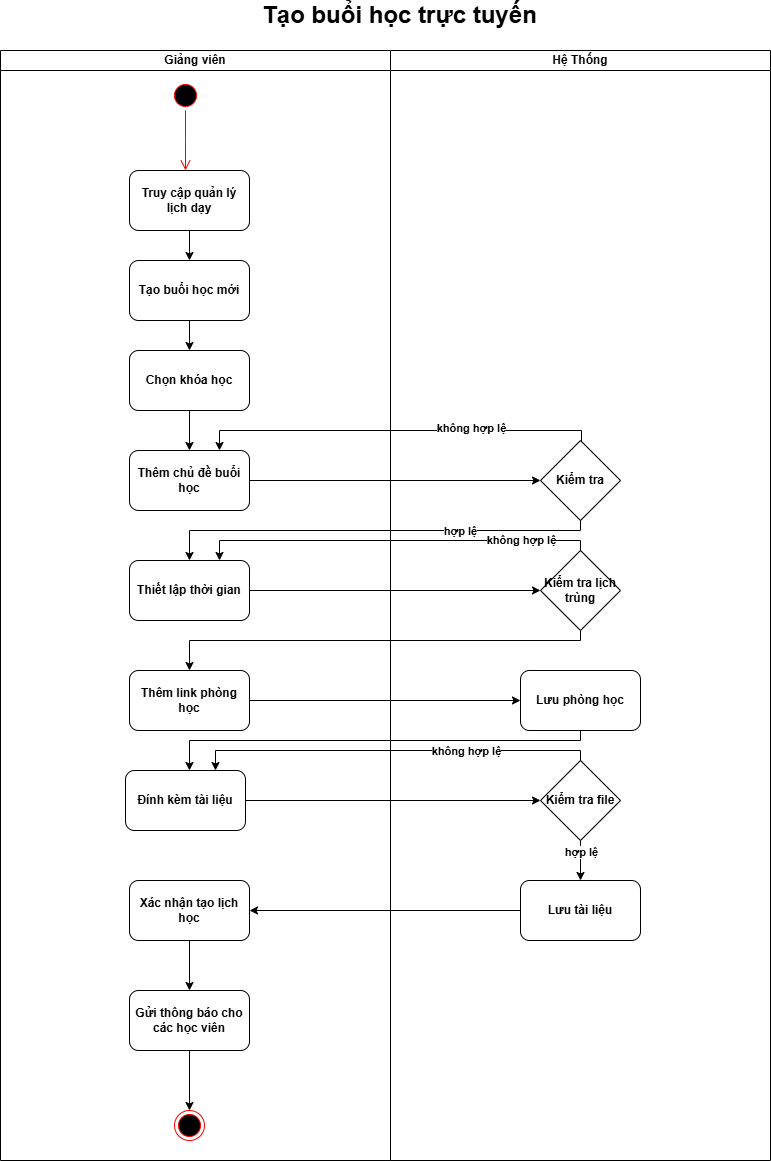 Tạo buổi học trực tuyến
Giảng viên
Hệ Thống
Truy cập quản lý
lịch dạy
Tạo buổi học mới
Chọn khóa học
không hợp lệ
Thêm chủ đề buổi
học
Kiểm tra
hợp lệ
không hợp lệ
Thiết lập thời gian
Kiểm tra lịch
trùng
Thêm link phòng
học
Lưu phòng học
không hợp lệ
Đính kèm tài liệu
Kiểm tra file
hợp lệ
Xác nhận tạo lịch
học
Lưu tài liệu
Gửi thông báo cho
các học viên